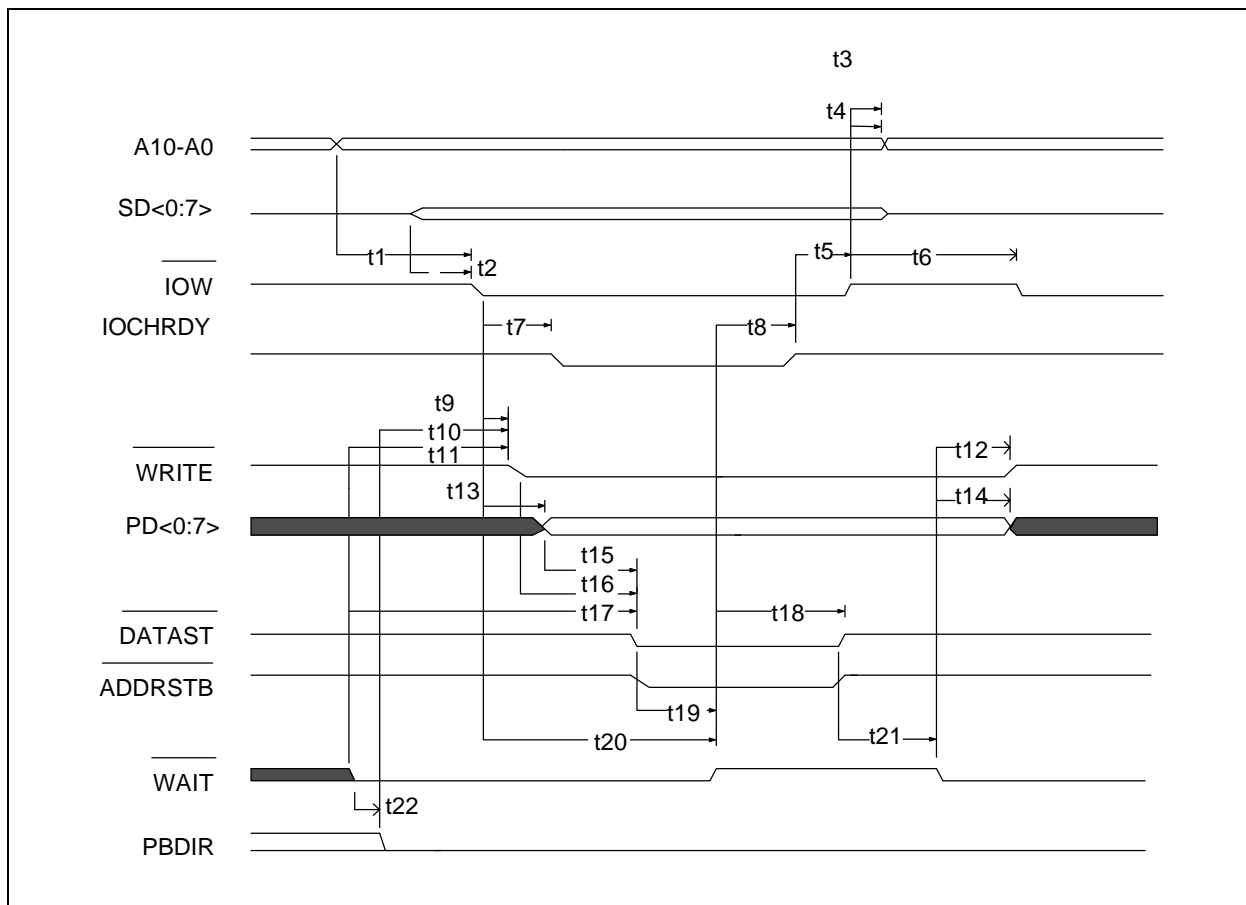 t3
t4
A10-A0
SD<0:7>
t1
t2
t5
t6
IOW
IOCHRDY
t7
t8
t9
t10
t11
t12
WRITE
t13
t14
PD<0:7>
t15
t16
t17
t18
DATAST
ADDRSTB
t19
t20
t21
WAIT
t22
PBDIR